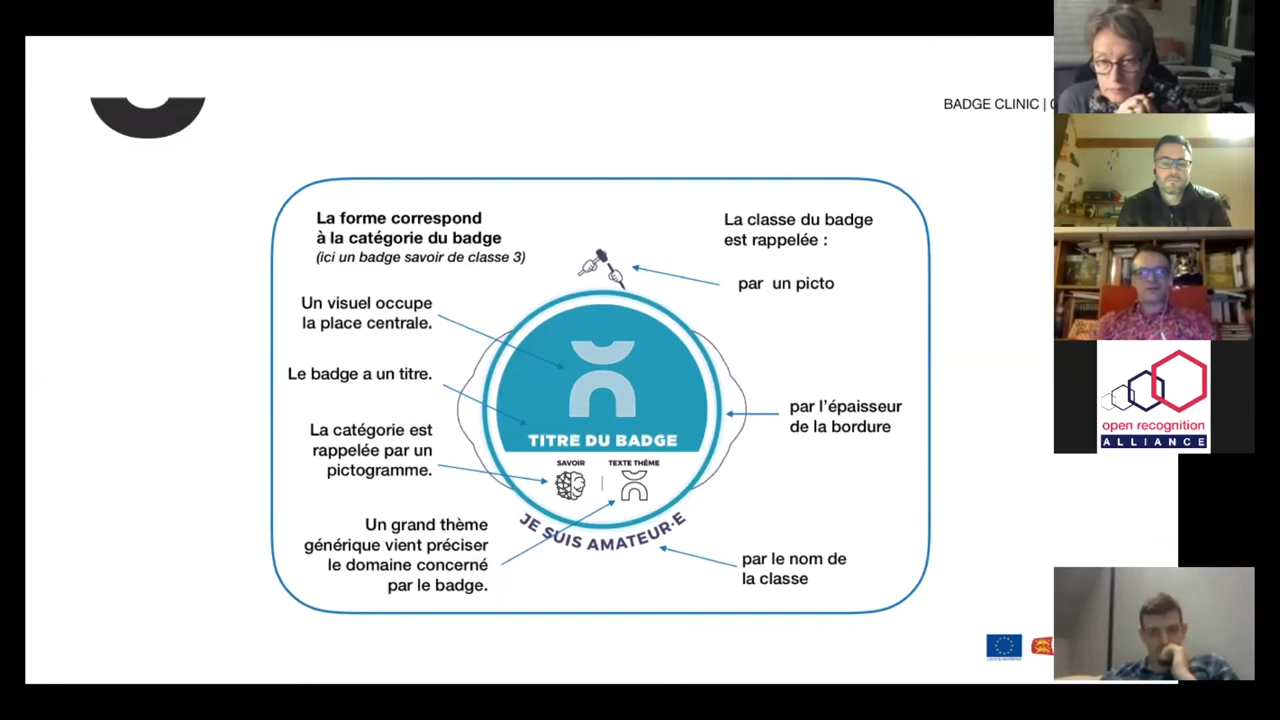 BADGE CLINIC |
La forme correspond
à la catégorie du badge
(ici un badge savoir de classe 3)
Un visuel occupe
la place centrale.
Le badge a un titre.
La catégorie est
rappelée par un
pictogramme.
Un grand thème
générique vient préciser
le domaine concerné
par le badge.
TITRE DU BADGE
SAVOIR
TEXTE THÈME
JE SUIS AMATEUR·E
La classe du badge
est rappelée :
par un picto
par l'épaisseur
de la bordure
par le nom de
la classe
open recognition
ALLIANCE